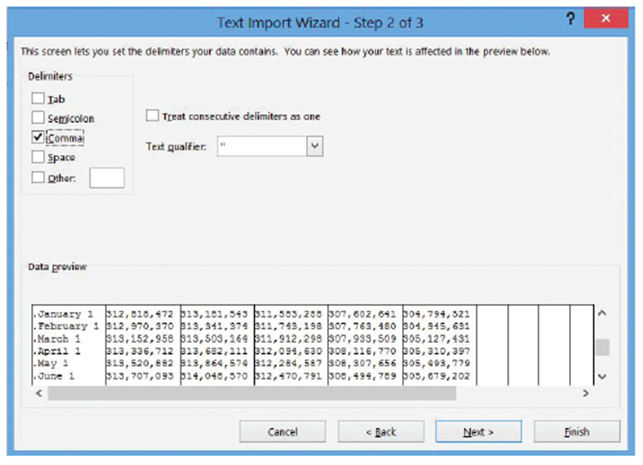 Text Import Wizard - Step 2 of 3
? ×
This screen lets you set the delimiters your data contains. You can see how your text is affected in the preview below.
Delimiters
Tab
Semicolon
Comma
Space
Other:
Treat consecutive delimiters as one
Text qualifier: "
Data preview
.January 1 312,818,472 313,181,543 311,583,288 307,602,641 304,794,521
.February 1 312,970,370 313,341,374 311,743,198 307,763,480 304,945,631
.March 1 313,152,958 313,503,164 311,912,298 307,933,509 305,127,431
.April 1 313,336,712 313,682,111 312,094,630 308,116,770 305,310,397
.May 1 313,520,882 313,864,574 312,284,587 308,307,656 305,493,779
.June 1 313,707,093 314,048,570 312,470,791 308,494,789 305,679,202
Cancel < Back Next > Finish